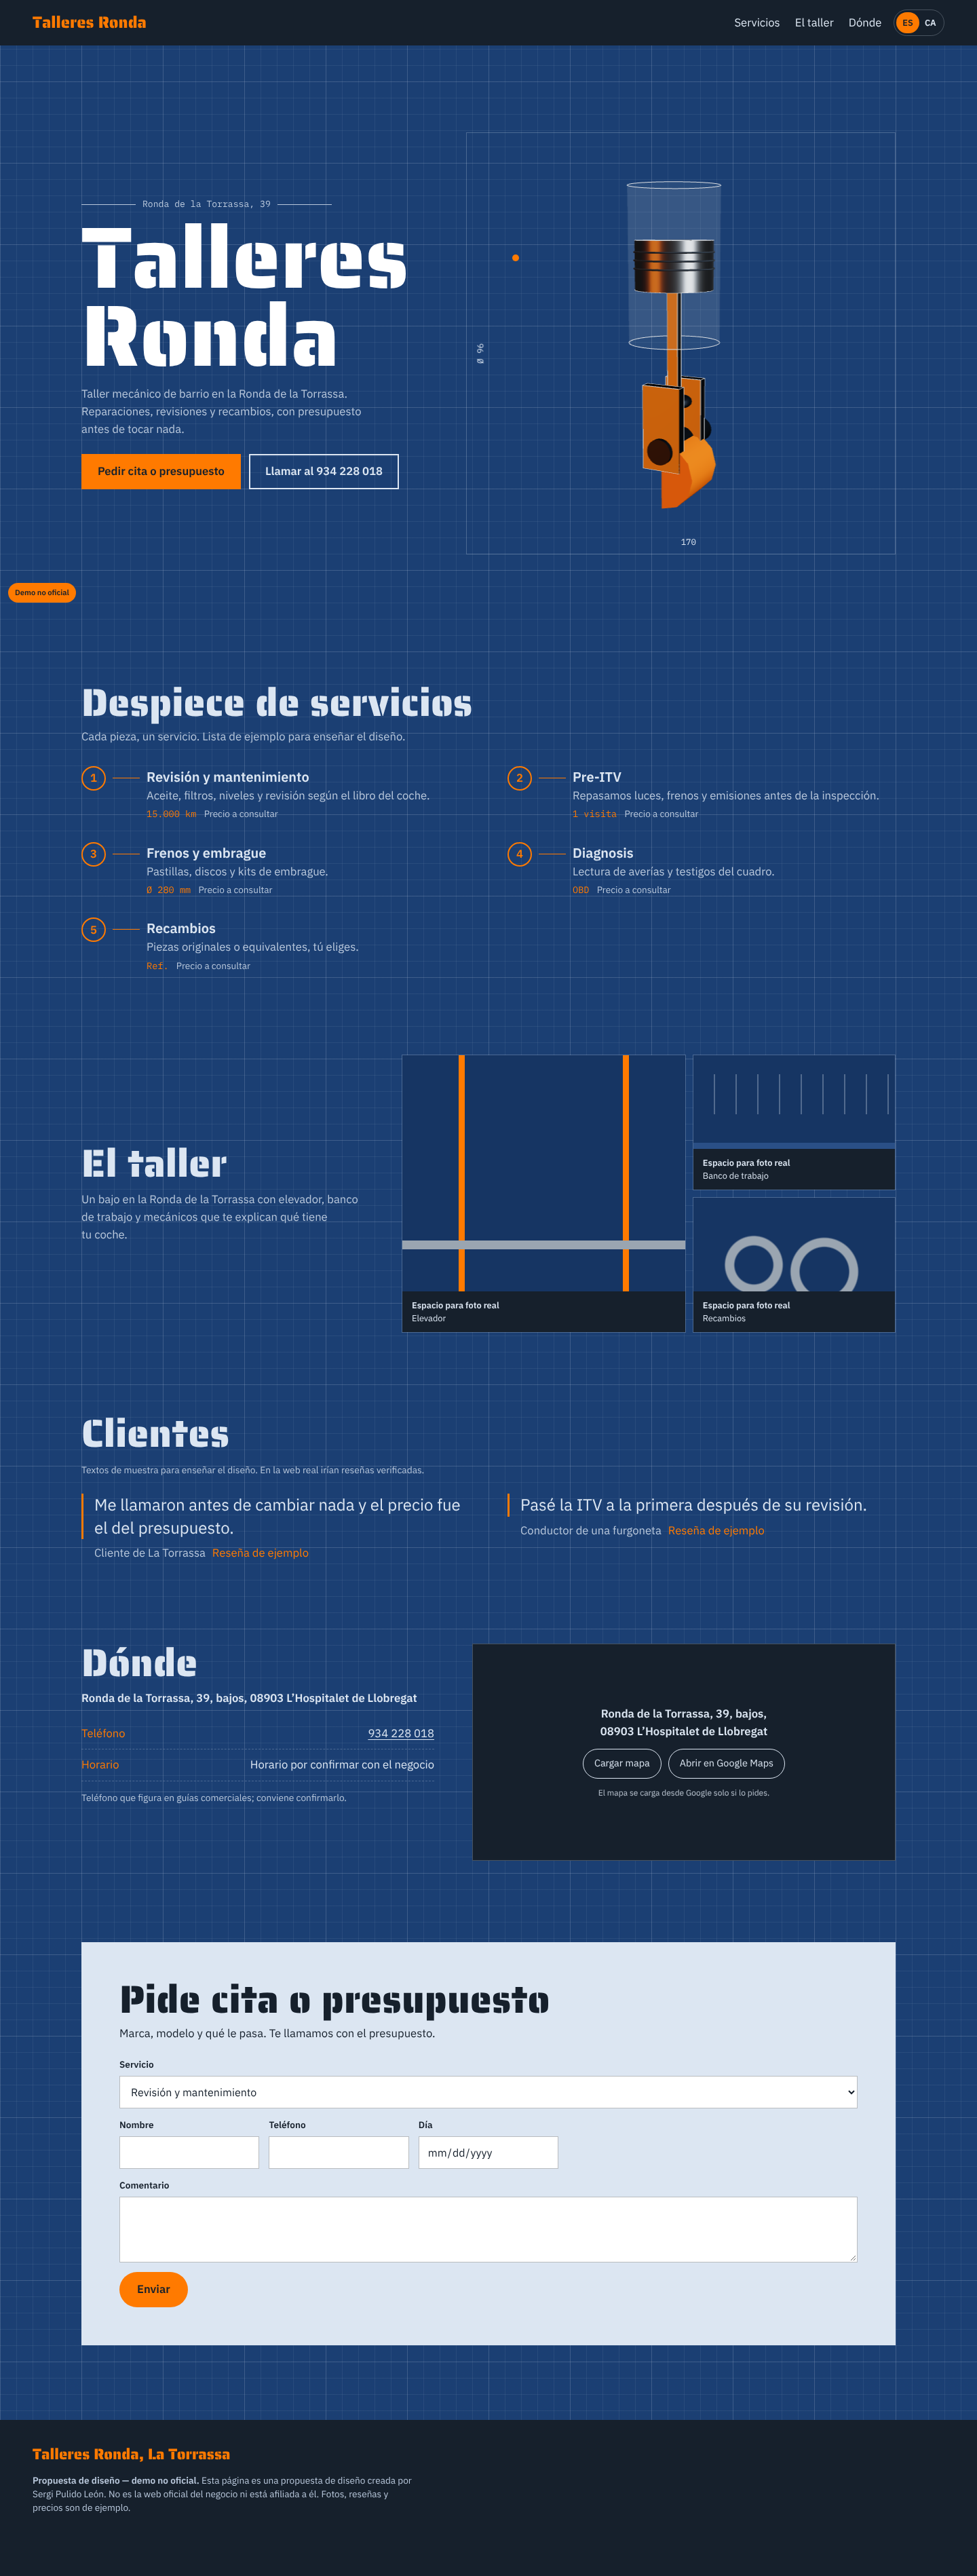 Talleres Ronda
Servicios El taller Dónde ES CA
Ronda de la Torrassa, 39
Talleres
Ronda
Taller mecánico de barrio en la Ronda de la Torrassa.
Reparaciones, revisiones y recambios, con presupuesto
antes de tocar nada.
Pedir cita o presupuesto
Llamar al 934 228 018
Ø 96
170
Demo no oficial
Despiece de servicios
Cada pieza, un servicio. Lista de ejemplo para enseñar el diseño.
1
Revisión y mantenimiento
Aceite, filtros, niveles y revisión según el libro del coche.
15.000 km Precio a consultar
2
Pre-ITV
Repasamos luces, frenos y emisiones antes de la inspección.
1 visita Precio a consultar
3
Frenos y embrague
Pastillas, discos y kits de embrague.
Ø 280 mm Precio a consultar
4
Diagnosis
Lectura de averías y testigos del cuadro.
OBD Precio a consultar
5
Recambios
Piezas originales o equivalentes, tú eliges.
Ref. Precio a consultar
El taller
Un bajo en la Ronda de la Torrassa con elevador, banco
de trabajo y mecánicos que te explican qué tiene
tu coche.
Espacio para foto real
Elevador
Espacio para foto real
Banco de trabajo
Espacio para foto real
Recambios
Clientes
Textos de muestra para enseñar el diseño. En la web real irían reseñas verificadas.
Me llamaron antes de cambiar nada y el precio fue
el del presupuesto.
Cliente de La Torrassa Reseña de ejemplo
Pasé la ITV a la primera después de su revisión.
Conductor de una furgoneta Reseña de ejemplo
Dónde
Ronda de la Torrassa, 39, bajos, 08903 L’Hospitalet de Llobregat
Teléfono 934 228 018
Horario Horario por confirmar con el negocio
Teléfono que figura en guías comerciales; conviene confirmarlo.
Ronda de la Torrassa, 39, bajos,
08903 L’Hospitalet de Llobregat
Cargar mapa
Abrir en Google Maps
El mapa se carga desde Google solo si lo pides.
Pide cita o presupuesto
Marca, modelo y qué le pasa. Te llamamos con el presupuesto.
Servicio
Revisión y mantenimiento
Nombre Teléfono Día
mm/dd/yyyy
Comentario
Enviar
Talleres Ronda, La Torrassa
Propuesta de diseño — demo no oficial. Esta página es una propuesta de diseño creada por
Sergi Pulido León. No es la web oficial del negocio ni está afiliada a él. Fotos, reseñas y
precios son de ejemplo.